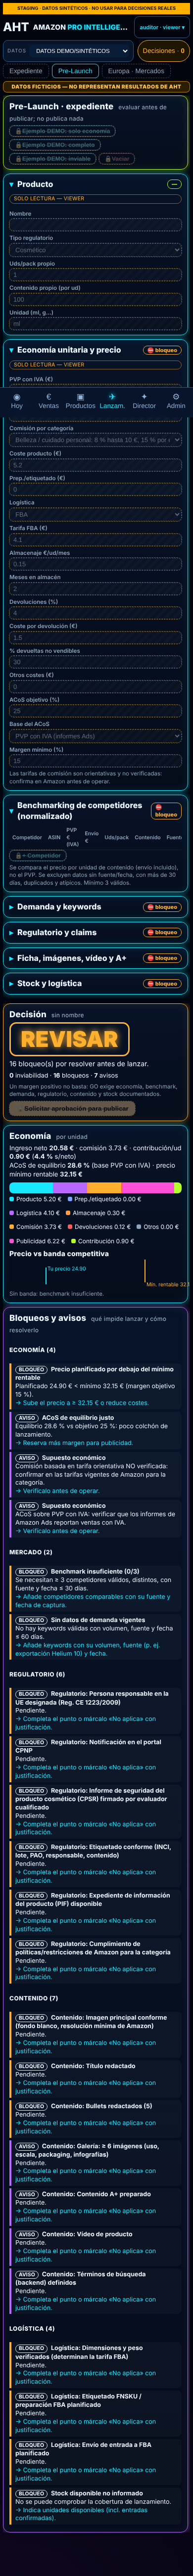 STAGING · DATOS SINTÉTICOS · NO USAR PARA DECISIONES REALES
AHT AMAZON PRO INTELLIGE…
auditor · viewer ▾
DATOS DEMO/SINTÉTICOS
Decisiones · 0
Expediente Pre-Launch Europa · Mercados
DATOS FICTICIOS — NO REPRESENTAN RESULTADOS DE AHT
Pre-Launch · expediente evaluar antes de
publicar; no publica nada
Ejemplo DEMO: solo economía
Ejemplo DEMO: completo
Ejemplo DEMO: inviable Vaciar
▾ Producto —
SOLO LECTURA — VIEWER
Nombre
Tipo regulatorio
Cosmético
Uds/pack propio
1
Contenido propio (por ud)
100
Unidad (ml, g…)
ml
▾ Economía unitaria y precio bloqueo
SOLO LECTURA — VIEWER
PVP con IVA (€)
Hoy Ventas Productos Lanzam. Director Admin
Comisión por categoría
Coste producto (€)
5.2
Prep./etiquetado (€)
0
Logística
FBA
Tarifa FBA (€)
4.1
Almacenaje €/ud/mes
0.15
Meses en almacén
2
Devoluciones (%)
4
Coste por devolución (€)
1.5
% devueltas no vendibles
30
Otros costes (€)
0
ACoS objetivo (%)
25
Base del ACoS
PVP con IVA (informes Ads)
Margen mínimo (%)
15
Las tarifas de comisión son orientativas y no verificadas:
confirma en Amazon antes de operar.
▾ Benchmarking de competidores
(normalizado)
bloqueo
Competidor ASIN PVP € (IVA) Envío € Uds/pack Contenido
+ Competidor
Se compara el precio por unidad de contenido (envío incluido),
no el PVP. Se excluyen datos sin fuente/fecha, con más de 30
días, duplicados y atípicos. Mínimo 3 válidos.
▸ Demanda y keywords bloqueo
▸ Regulatorio y claims bloqueo
▸ Ficha, imágenes, vídeo y A+ bloqueo
▸ Stock y logística bloqueo
Decisión sin nombre
REVISAR
16 bloqueo(s) por resolver antes de lanzar.
0 inviabilidad · 16 bloqueos · 7 avisos
Un margen positivo no basta: GO exige economía, benchmark,
demanda, regulatorio, contenido y stock documentados.
Solicitar aprobación para publicar
Economía por unidad
Ingreso neto 20.58 € · comisión 3.73 € · contribución/ud
0.90 € (4.4 % s/neto)
ACoS de equilibrio 28.6 % (base PVP con IVA) · precio
mínimo rentable 32.15 €
Producto 5.20 € Prep./etiquetado 0.00 €
Logística 4.10 € Almacenaje 0.30 €
Comisión 3.73 € Devoluciones 0.12 € Otros 0.00 €
Publicidad 6.22 € Contribución 0.90 €
Precio vs banda competitiva
Tu precio 24.90
Mín. rentable 32.1
Sin banda: benchmark insuficiente.
Bloqueos y avisos qué impide lanzar y cómo
resolverlo
ECONOMÍA (4)
BLOQUEO Precio planificado por debajo del mínimo
rentable
Planificado 24.90 € < mínimo 32.15 € (margen objetivo
15 %).
→ Sube el precio a ≥ 32.15 € o reduce costes.
AVISO ACoS de equilibrio justo
Equilibrio 28.6 % vs objetivo 25 %: poco colchón de
lanzamiento.
→ Reserva más margen para publicidad.
AVISO Supuesto económico
Comisión basada en tarifa orientativa NO verificada:
confirmar en las tarifas vigentes de Amazon para la
categoría.
→ Verifícalo antes de operar.
AVISO Supuesto económico
ACoS sobre PVP con IVA: verificar que los informes de
Amazon Ads reportan ventas con IVA.
→ Verifícalo antes de operar.
MERCADO (2)
BLOQUEO Benchmark insuficiente (0/3)
Se necesitan ≥ 3 competidores válidos, distintos, con
fuente y fecha ≤ 30 días.
→ Añade competidores comparables con su fuente y
fecha de captura.
BLOQUEO Sin datos de demanda vigentes
No hay keywords válidas con volumen, fuente y fecha
≤ 60 días.
→ Añade keywords con su volumen, fuente (p. ej.
exportación Helium 10) y fecha.
REGULATORIO (6)
BLOQUEO Regulatorio: Persona responsable en la
UE designada (Reg. CE 1223/2009)
Pendiente.
→ Completa el punto o márcalo «No aplica» con
justificación.
BLOQUEO Regulatorio: Notificación en el portal
CPNP
Pendiente.
→ Completa el punto o márcalo «No aplica» con
justificación.
BLOQUEO Regulatorio: Informe de seguridad del
producto cosmético (CPSR) firmado por evaluador
cualificado
Pendiente.
→ Completa el punto o márcalo «No aplica» con
justificación.
BLOQUEO Regulatorio: Etiquetado conforme (INCI,
lote, PAO, responsable, contenido)
Pendiente.
→ Completa el punto o márcalo «No aplica» con
justificación.
BLOQUEO Regulatorio: Expediente de información
del producto (PIF) disponible
Pendiente.
→ Completa el punto o márcalo «No aplica» con
justificación.
BLOQUEO Regulatorio: Cumplimiento de
políticas/restricciones de Amazon para la categoría
Pendiente.
→ Completa el punto o márcalo «No aplica» con
justificación.
CONTENIDO (7)
BLOQUEO Contenido: Imagen principal conforme
(fondo blanco, resolución mínima de Amazon)
Pendiente.
→ Completa el punto o márcalo «No aplica» con
justificación.
BLOQUEO Contenido: Título redactado
Pendiente.
→ Completa el punto o márcalo «No aplica» con
justificación.
BLOQUEO Contenido: Bullets redactados (5)
Pendiente.
→ Completa el punto o márcalo «No aplica» con
justificación.
AVISO Contenido: Galería: ≥ 6 imágenes (uso,
escala, packaging, infografías)
Pendiente.
→ Completa el punto o márcalo «No aplica» con
justificación.
AVISO Contenido: Contenido A+ preparado
Pendiente.
→ Completa el punto o márcalo «No aplica» con
justificación.
AVISO Contenido: Vídeo de producto
Pendiente.
→ Completa el punto o márcalo «No aplica» con
justificación.
AVISO Contenido: Términos de búsqueda
(backend) definidos
Pendiente.
→ Completa el punto o márcalo «No aplica» con
justificación.
LOGÍSTICA (4)
BLOQUEO Logística: Dimensiones y peso
verificados (determinan la tarifa FBA)
Pendiente.
→ Completa el punto o márcalo «No aplica» con
justificación.
BLOQUEO Logística: Etiquetado FNSKU /
preparación FBA planificado
Pendiente.
→ Completa el punto o márcalo «No aplica» con
justificación.
BLOQUEO Logística: Envío de entrada a FBA
planificado
Pendiente.
→ Completa el punto o márcalo «No aplica» con
justificación.
BLOQUEO Stock disponible no informado
No se puede comprobar la cobertura de lanzamiento.
→ Indica unidades disponibles (incl. entradas
confirmadas).